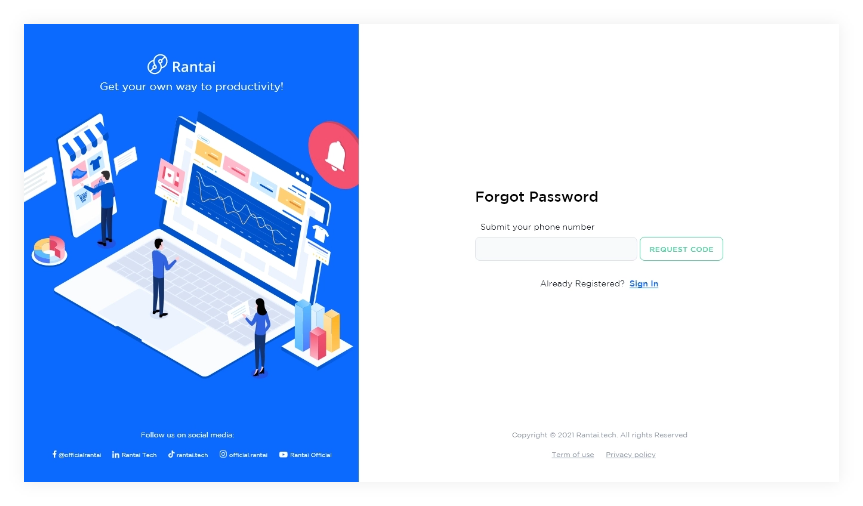 Rantai
Get your own way to productivity!
Follow us on social media:
@officialrantai Rantai Tech rantai.tech official.rantai Rantai Official
Forgot Password
Submit your phone number
REQUEST CODE
Already Registered? Sign In
Copyright © 2021 Rantai.tech. All rights Reserved
Term of use Privacy policy